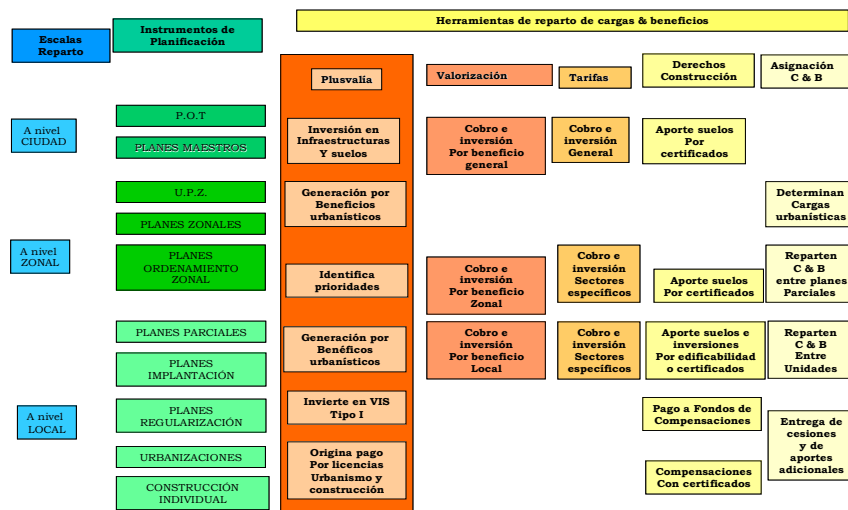 Herramientas de reparto de cargas & beneficios
Escalas
Reparto
Instrumentos de
Planificación
Plusvalía
Valorización
Tarifas
Derechos
Construcción
Asignación
C & B
A nivel
CIUDAD
P.O.T
PLANES MAESTROS
Inversión en
Infraestructuras
Y suelos
Cobro e
inversión
Por beneficio
general
Cobro e
inversión
General
Aporte suelos
Por
certificados
A nivel
ZONAL
U.P.Z.
PLANES ZONALES
PLANES
ORDENAMIENTO
ZONAL
Generación por
Beneficios
urbanísticos
Determinan
Cargas
urbanísticas
Identifica
prioridades
Cobro e
inversión
Por beneficio
Zonal
Cobro e
inversión
Sectores
específicos
Aporte suelos
Por certificados
Reparten
C & B
entre planes
Parciales
A nivel
LOCAL
PLANES PARCIALES
PLANES
IMPLANTACIÓN
PLANES
REGULARIZACIÓN
URBANIZACIONES
CONSTRUCCIÓN
INDIVIDUAL
Generación por
Benéficos
urbanísticos
Cobro e
inversión
Por beneficio
Local
Cobro e
inversión
Sectores
específicos
Aporte suelos e
inversiones
Por edificabilidad
o certificados
Reparten
C & B
Entre
Unidades
Invierte en VIS
Tipo I
Pago a Fondos de
Compensaciones
Origina pago
Por licencias
Urbanismo y
construcción
Compensaciones
Con certificados
Entrega de
cesiones
y de
aportes
adicionales